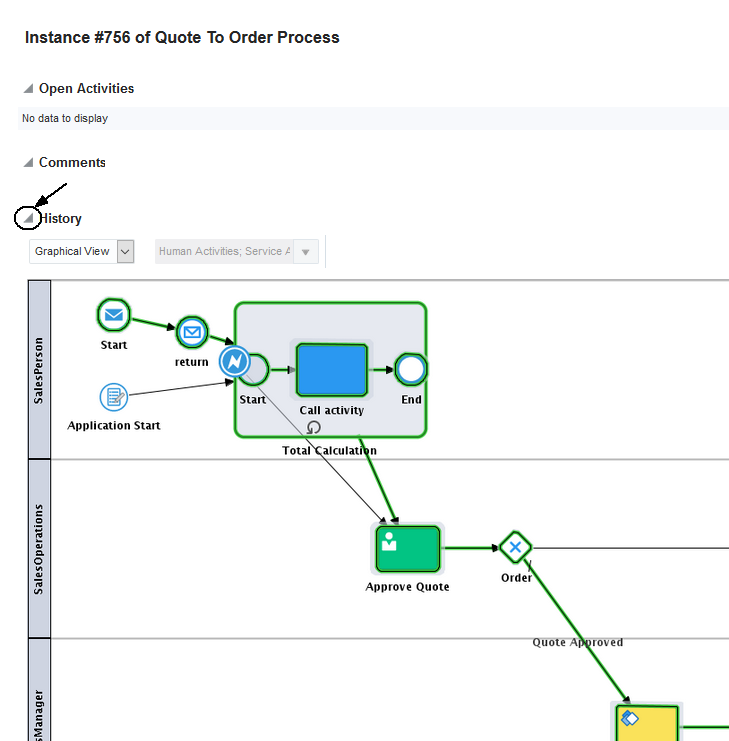 Instance #756 of Quote To Order Process
Open Activities
No data to display
Comments
History
Graphical View
Human Activities; Service A
SalesPerson
Start
return
Application Start
Start
Call activity
End
Total Calculation
SalesOperations
Approve Quote
Order
Quote Approved
sManager